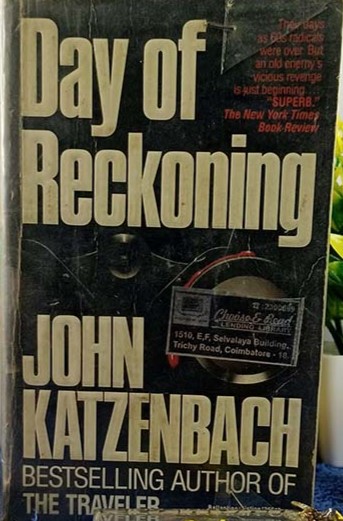 Day of
Reckoning
Their days
as 60s radicals
were over. But
an old enemy's
vicious revenge
is just beginning....
"SUPERB."
The New York Times
Book Review
Choose & Read
LENDING LIBRARY
1510, E,F, Selvalaya Building,
Trichy Road, Coimbatore - 18.
JOHN
KATZENBACH
BESTSELLING AUTHOR OF
THE TRAVELER